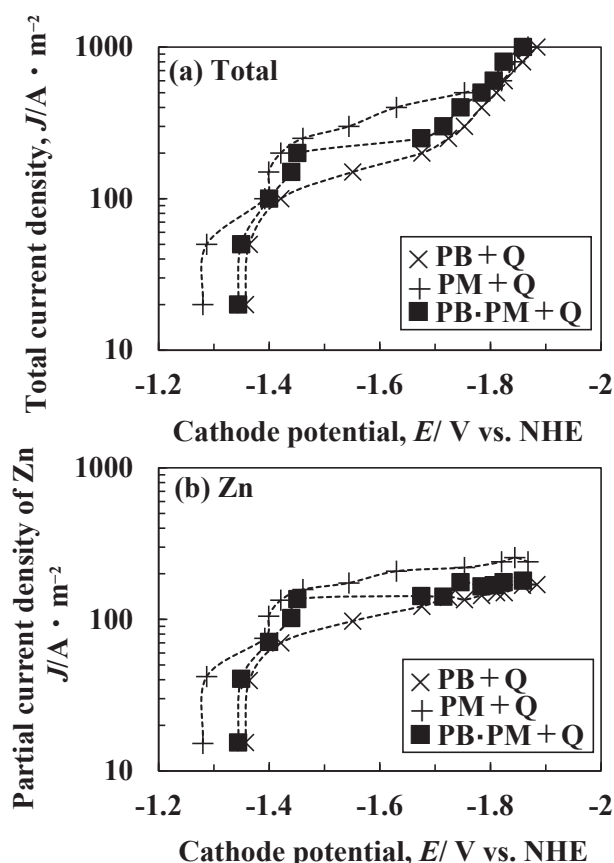 (a) Total
Total current density, J/A・m⁻²
1000
100
10
× PB+Q
+ PM+Q
■ PB·PM+Q
-1.2 -1.4 -1.6 -1.8 -2
Cathode potential, E/ V vs. NHE
(b) Zn
Partial current density of Zn
J/A・m⁻²
1000
100
10
× PB+Q
+ PM+Q
■ PB·PM+Q
-1.2 -1.4 -1.6 -1.8 -2
Cathode potential, E/ V vs. NHE